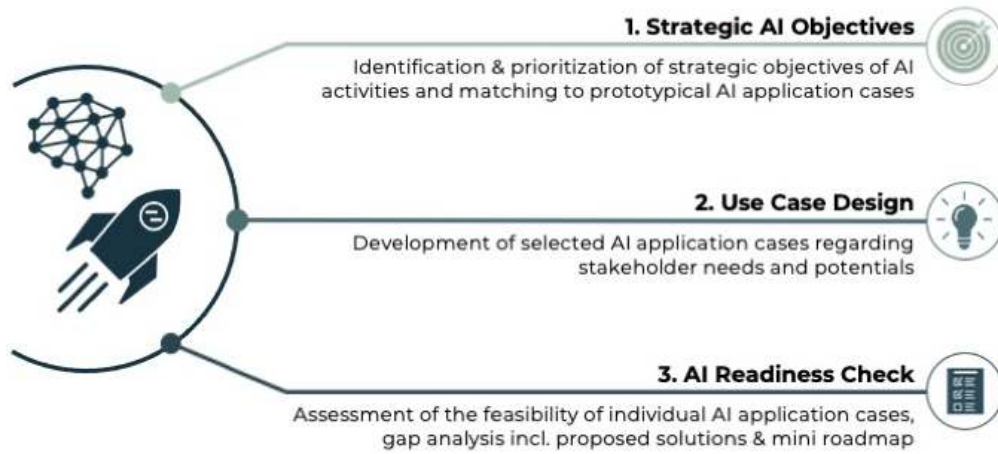 1. Strategic AI Objectives
Identification & prioritization of strategic objectives of AI
activities and matching to prototypical AI application cases
2. Use Case Design
Development of selected AI application cases regarding
stakeholder needs and potentials
3. AI Readiness Check
Assessment of the feasibility of individual AI application cases,
gap analysis incl. proposed solutions & mini roadmap